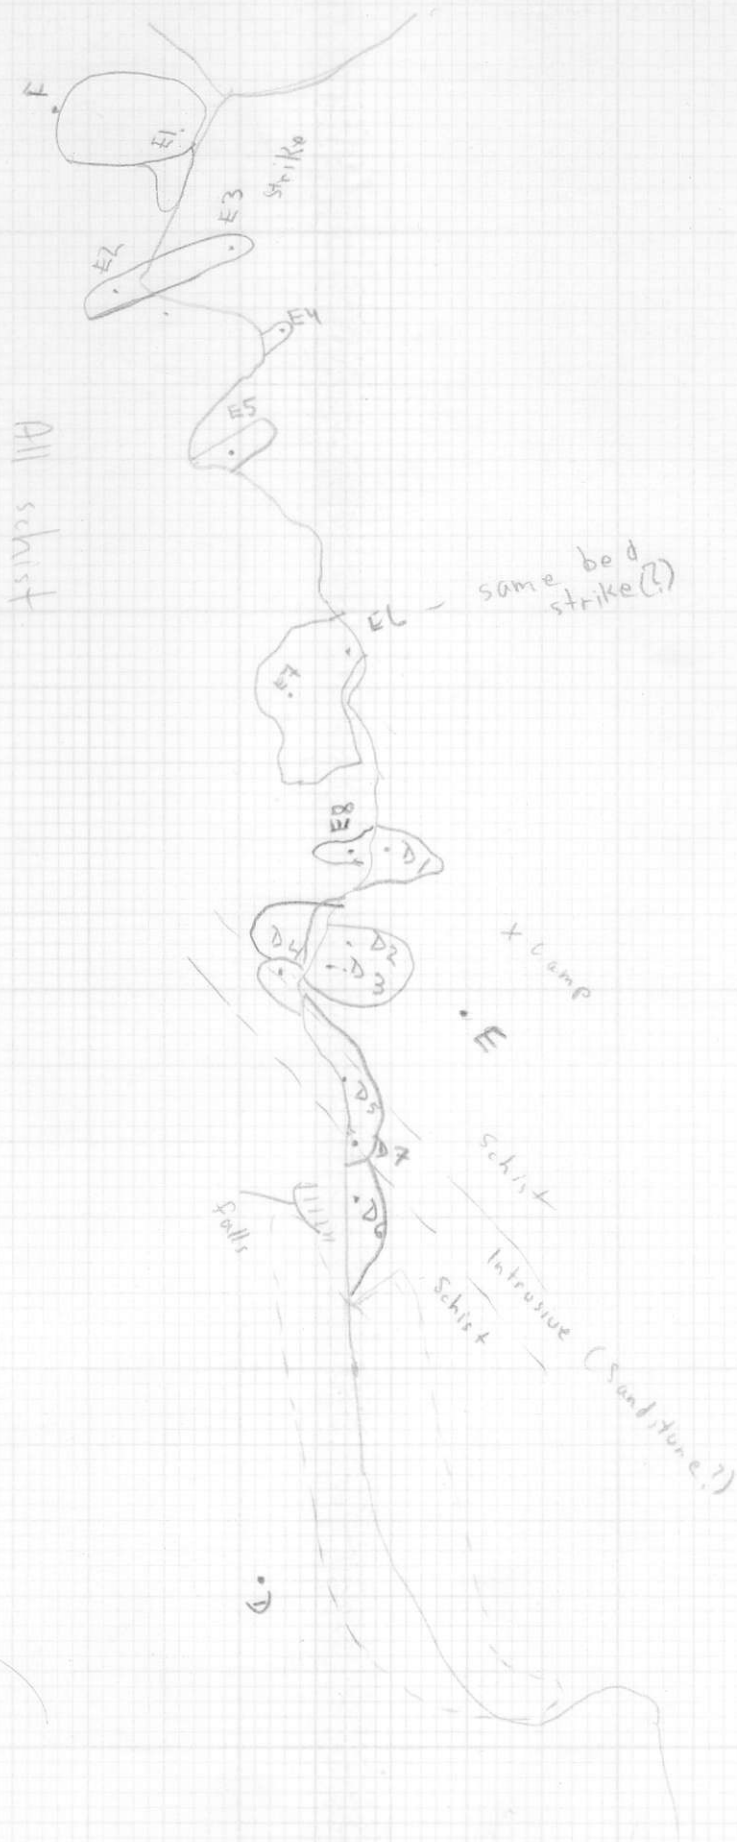 F
E1.
strike
E3
E2
E4
E5
All schist
same bed
strike(?)
E6 -
E7
E8
D1
D4
D2
D3
x camp
E
D5
D7
Schist
D6
falls
Intrusive (Sandstone?)
Schist
D